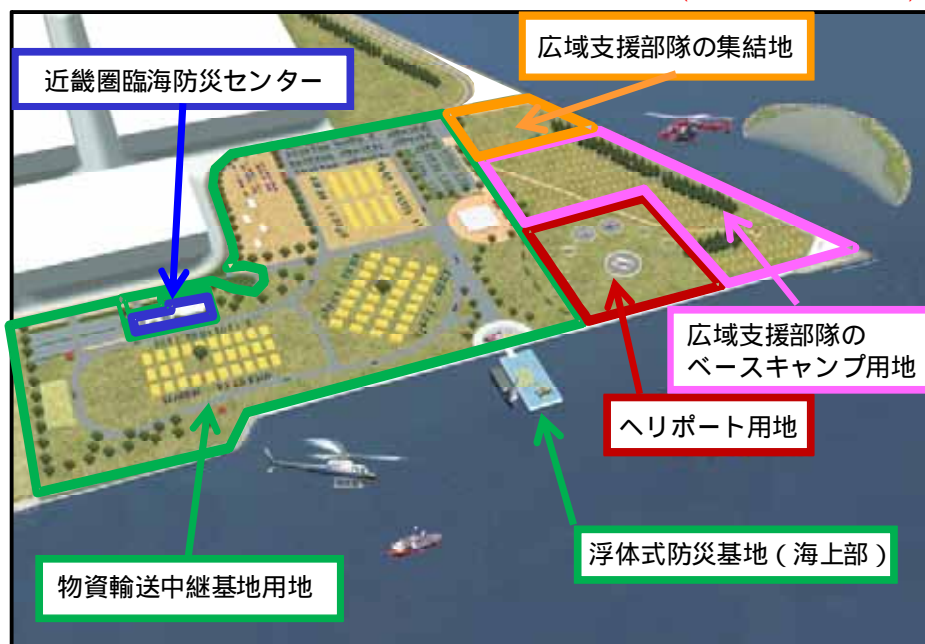 広域支援部隊の集結地
近畿圏臨海防災センター
広域支援部隊の
ベースキャンプ用地
ヘリポート用地
浮体式防災基地(海上部)
物資輸送中継基地用地